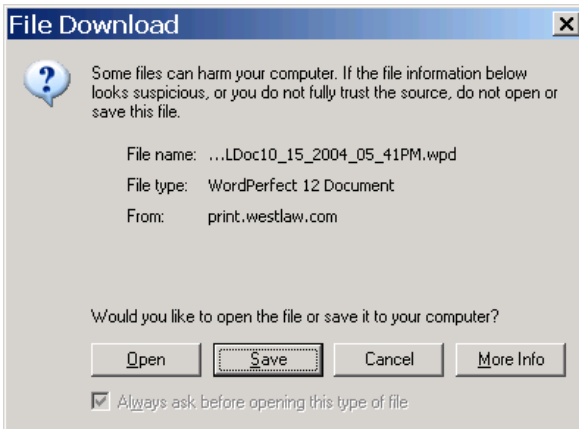 File Download
Some files can harm your computer. If the file information below
looks suspicious, or you do not fully trust the source, do not open or
save this file.
File name: ...LDoc10_15_2004_05_41PM.wpd
File type: WordPerfect 12 Document
From: print.westlaw.com
Would you like to open the file or save it to your computer?
Open Save Cancel More Info
Always ask before opening this type of file